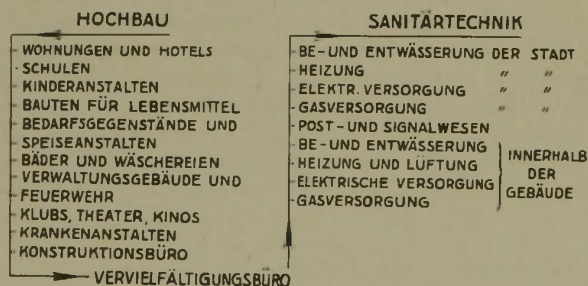 HOCHBAU
- WOHNUNGEN UND HOTELS
- SCHULEN
- KINDERANSTALTEN
- BAUTEN FÜR LEBENSMITTEL
- BEDARFSGEGENSTÄNDE UND
- SPEISEANSTALTEN
- BÄDER UND WÄSCHEREIEN
- VERWALTUNGSGEBÄUDE UND
- FEUERWEHR
- KLUBS, THEATER, KINOS
- KRANKENANSTALTEN
- KONSTRUKTIONSBÜRO
VERVIELFÄLTIGUNGSBÜRO
SANITÄRTECHNIK
- BE-UND ENTWÄSSERUNG DER STADT
- HEIZUNG " "
- ELEKTR. VERSORGUNG " "
- GASVERSORGUNG " "
- POST-UND SIGNALWESEN
- BE-UND ENTWÄSSERUNG
- HEIZUNG UND LÜFTUNG
- ELEKTRISCHE VERSORGUNG
- GASVERSORGUNG
INNERHALB
DER
GEBÄUDE